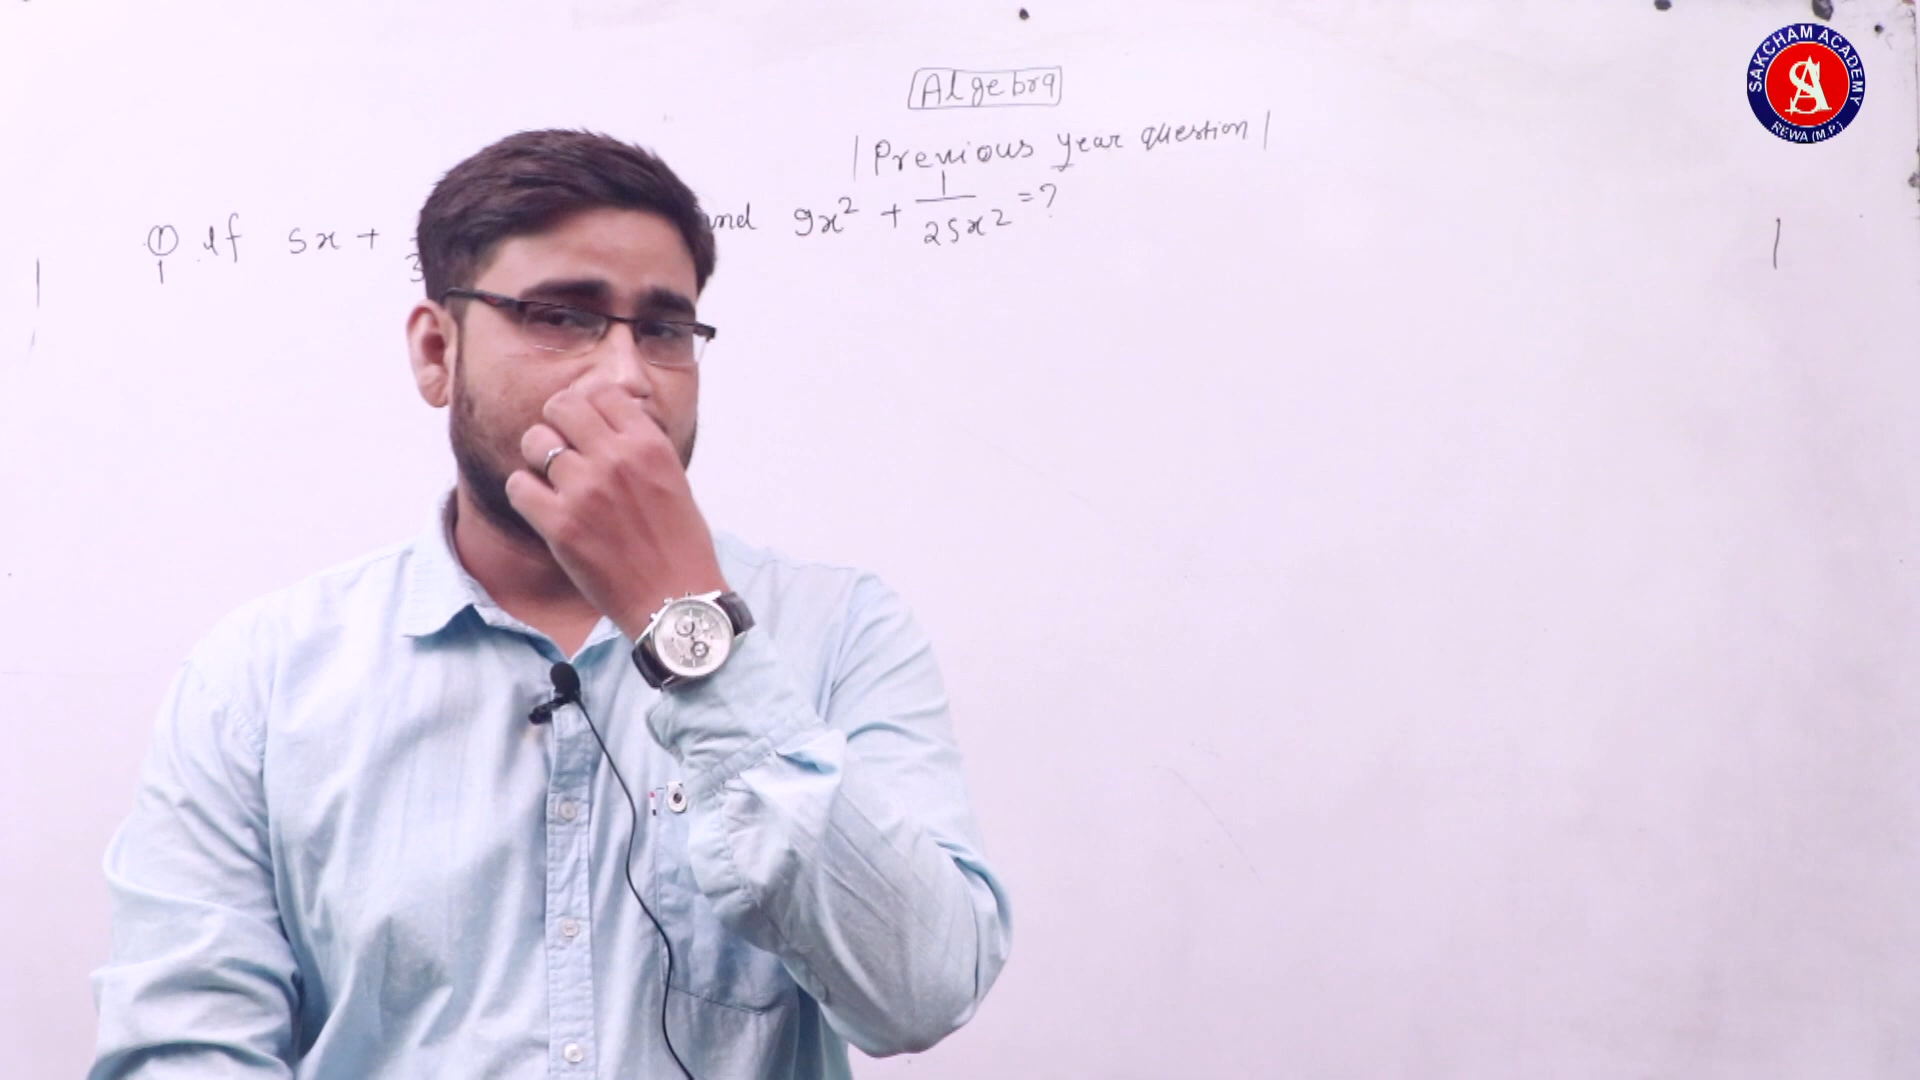 Algebra
Previous year question
① If 5x + and 9x² + 1/25x² = ?
SAKCHAM ACADEMY
SA
REWA (M.P.)